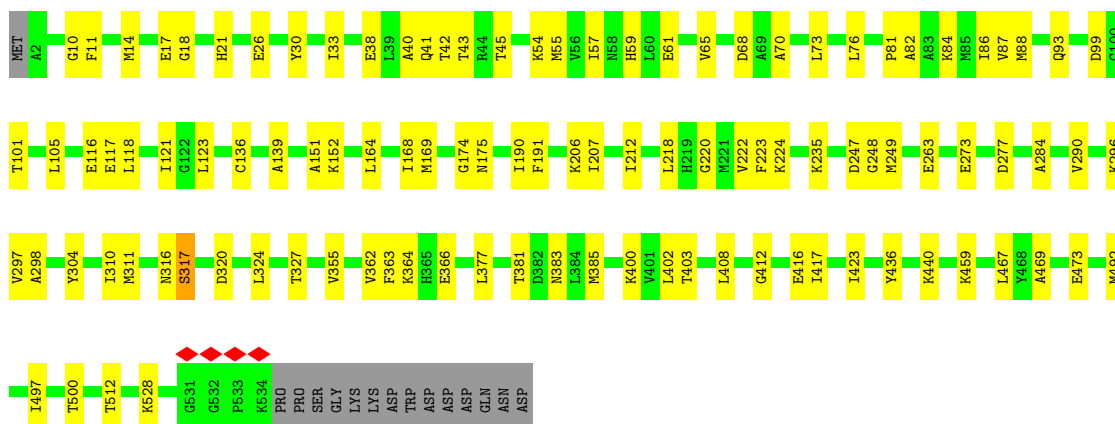 MET A2 G10 F11 M14 E17 G18 H21 E26 Y30 I33 E38 L39 A40 Q41 T42 T43 R44 T45 K54 M55 V56 I57 N58 H59 L60 E61 V65 D68 A69 A70 L73 L76 P81 A82 A83 K84 M85 I86 V87 M88 Q93 D99 G100
T101 L105 E116 E117 L118 I121 G122 L123 C136 A139 A151 K152 L164 I168 M169 G174 N175 I190 F191 K206 I207 I212 L218 H219 G220 M221 V222 F223 K224 K235 D247 G248 M249 E263 E273 D277 A284 V290 K296
V297 A298 Y304 I310 M311 N316 S317 D320 L324 T327 V355 V362 F363 K364 H365 E366 L377 T381 D382 N383 L384 M385 K400 V401 L402 T403 L408 G412 E416 I417 I423 Y436 K440 K459 L467 Y468 A469 E473 M492
I497 T500 T512 K528 G531 G532 P533 K534 PRO PRO SER GLY LYS LYS ASP TRP ASP ASP ASP GLN ASN ASP